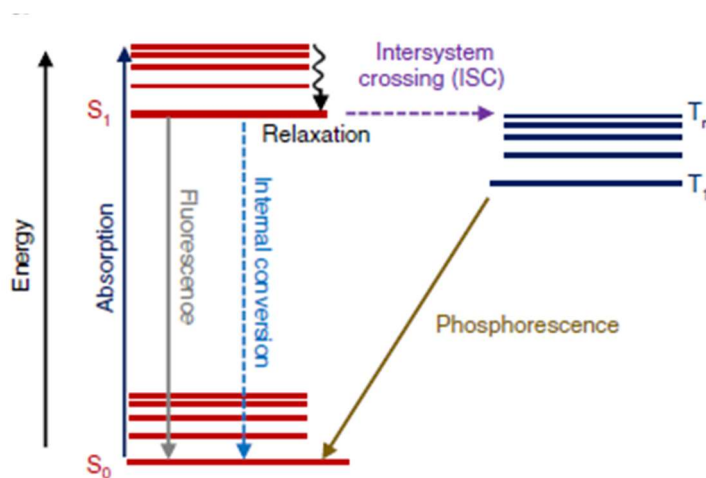 Intersystem
crossing (ISC)
S1
Relaxation
T1
Energy
Absorption
Fluorescence
Internal conversion
Phosphorescence
S0